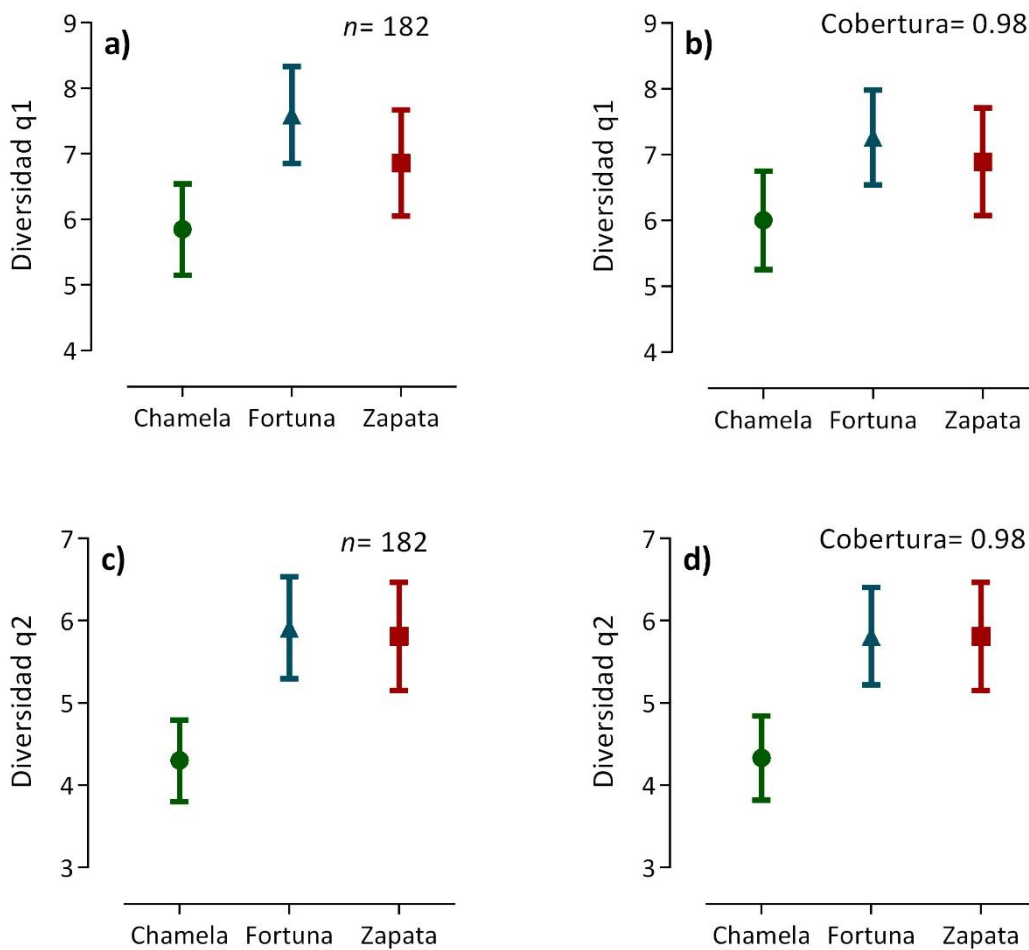 a)
n= 182
Diversidad q1
9
8
7
6
5
4
Chamela Fortuna Zapata
b)
Cobertura= 0.98
Diversidad q1
9
8
7
6
5
4
Chamela Fortuna Zapata
c)
n= 182
Diversidad q2
7
6
5
4
3
Chamela Fortuna Zapata
d)
Cobertura= 0.98
Diversidad q2
7
6
5
4
3
Chamela Fortuna Zapata